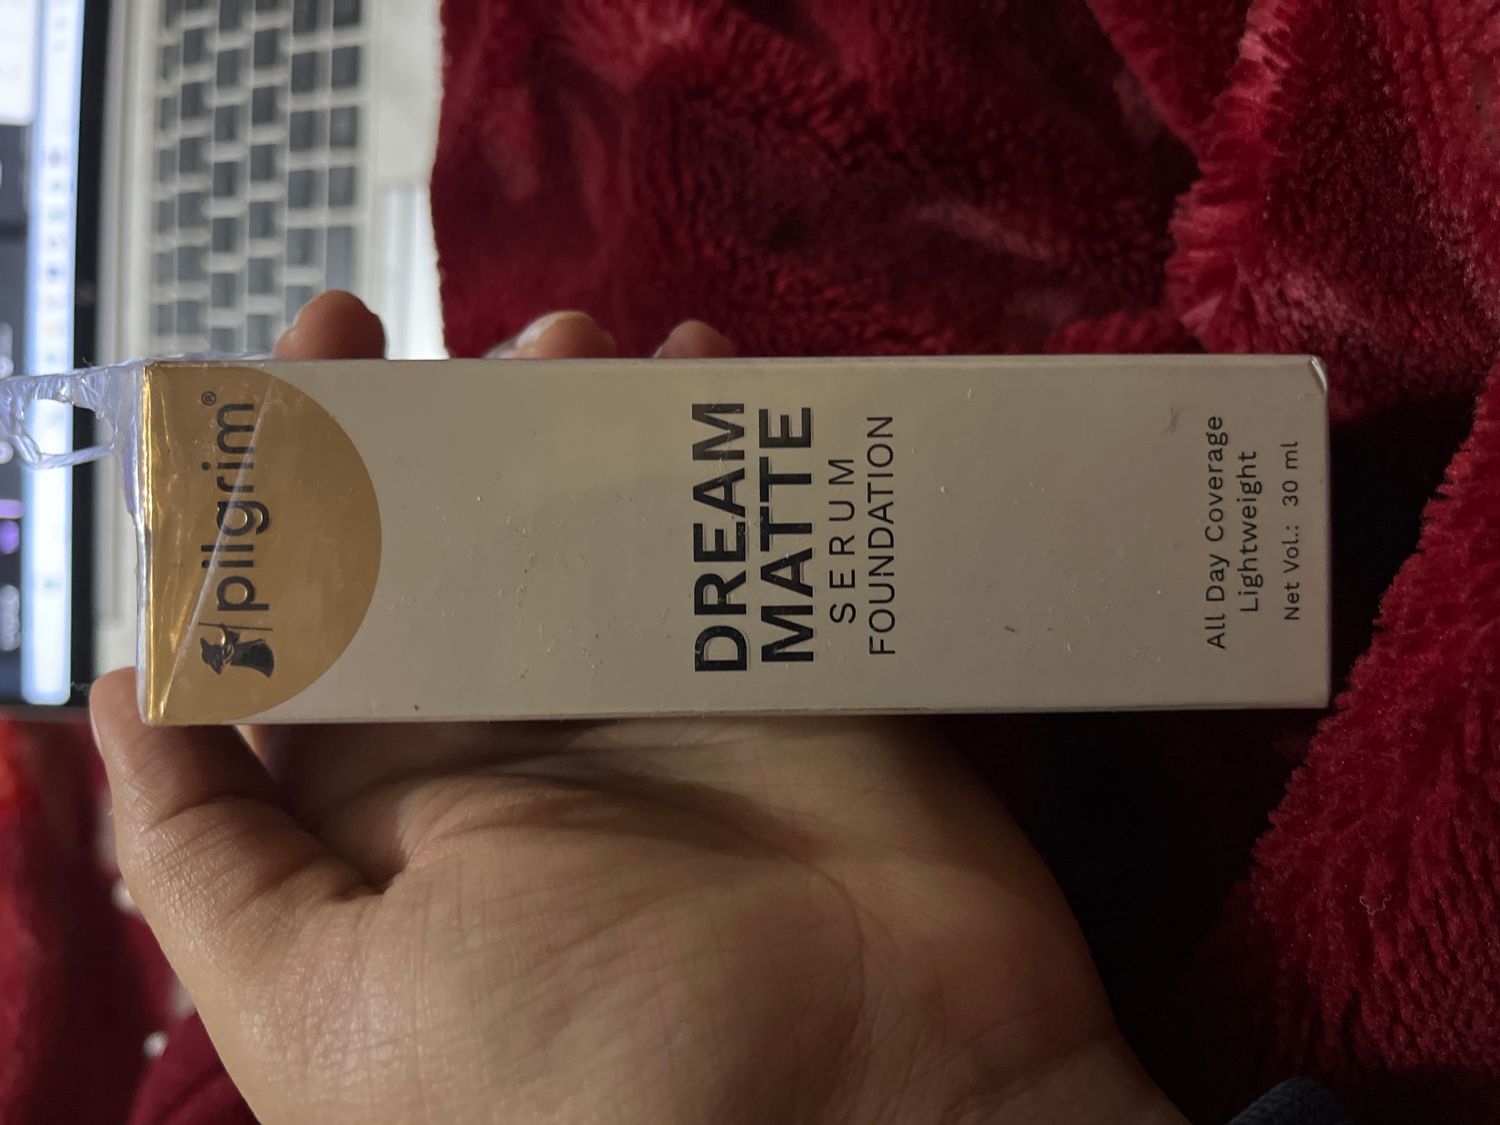 pilgrim®
DREAM
MATTE
SERUM
FOUNDATION
All Day Coverage
Lightweight
Net Vol.: 30 ml